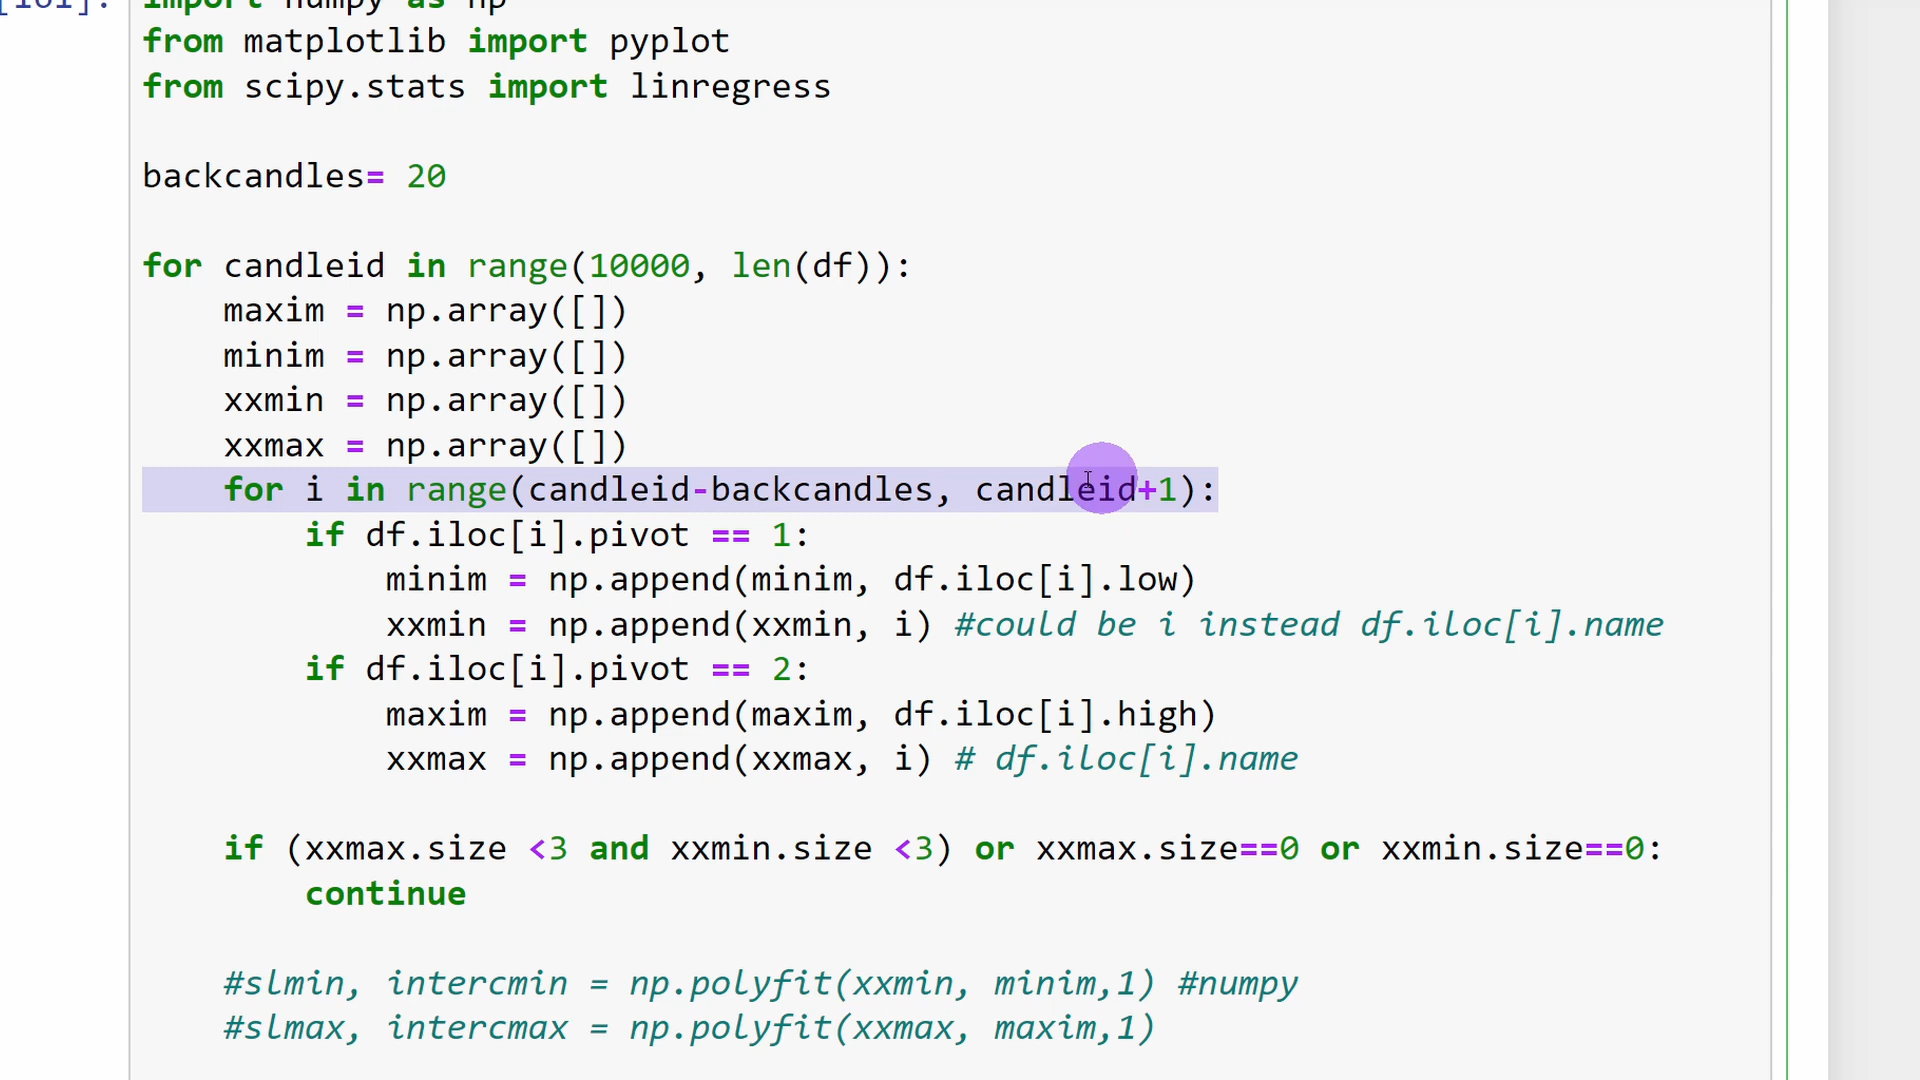 import numpy as np
from matplotlib import pyplot
from scipy.stats import linregress
backcandles= 20
for candleid in range(10000, len(df)):
maxim = np.array([])
minim = np.array([])
xxmin = np.array([])
xxmax = np.array([])
for i in range(candleid-backcandles, candleid+1):
if df.iloc[i].pivot == 1:
minim = np.append(minim, df.iloc[i].low)
xxmin = np.append(xxmin, i) #could be i instead df.iloc[i].name
if df.iloc[i].pivot == 2:
maxim = np.append(maxim, df.iloc[i].high)
xxmax = np.append(xxmax, i) # df.iloc[i].name
if (xxmax.size <3 and xxmin.size <3) or xxmax.size==0 or xxmin.size==0:
continue
#slmin, intercmin = np.polyfit(xxmin, minim,1) #numpy
#slmax, intercmax = np.polyfit(xxmax, maxim,1)